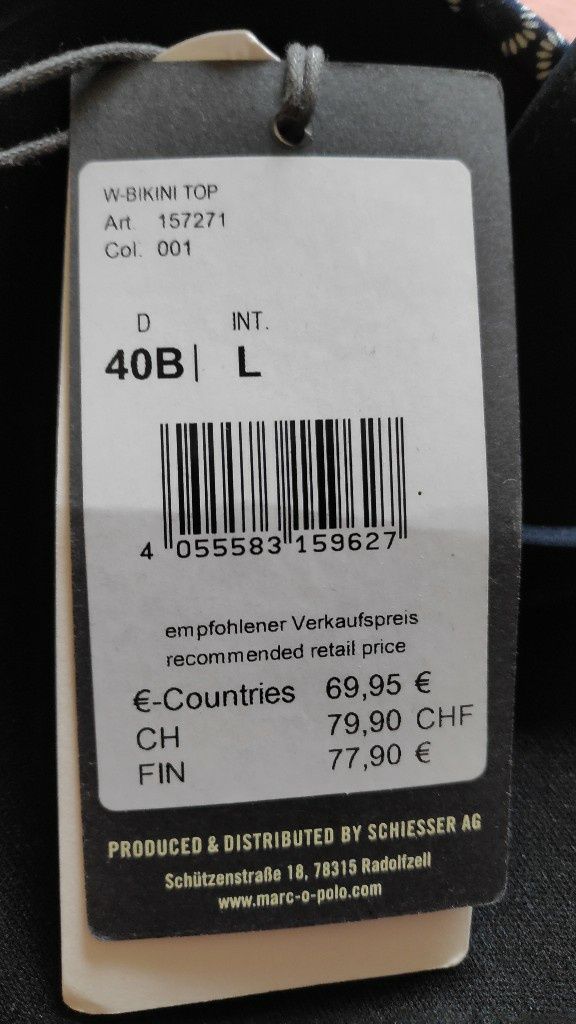 W-BIKINI TOP
Art. 157271
Col. 001
D INT.
40B| L
4 055583 159627
empfohlener Verkaufspreis
recommended retail price
€-Countries 69,95 €
CH 79,90 CHF
FIN 77,90 €
PRODUCED & DISTRIBUTED BY SCHIESSER AG
Schützenstraße 18, 78315 Radolfzell
www.marc-o-polo.com